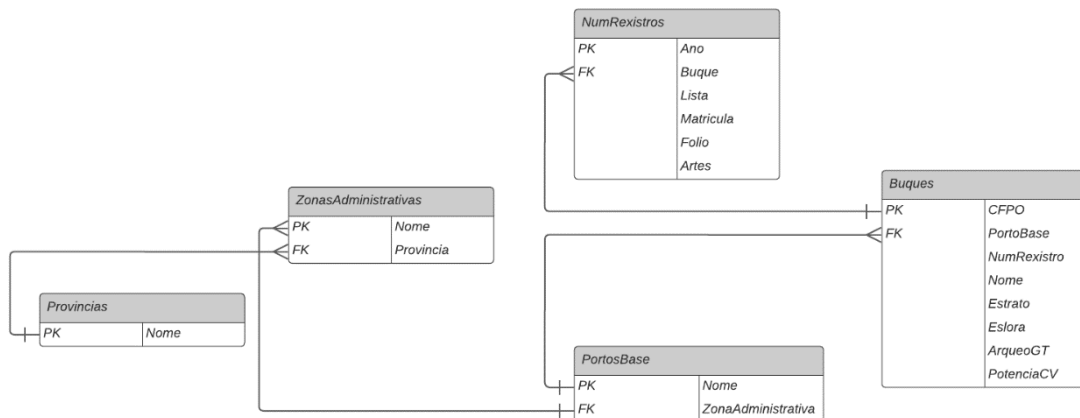 NumRexistros
PK Ano
FK Buque
Lista
Matricula
Folio
Artes
Buques
PK CFPO
FK PortoBase
NumRexistro
Nome
Estrato
Eslora
ArqueoGT
PotenciaCV
ZonasAdministrativas
PK Nome
FK Provincia
Provincias
PK Nome
PortosBase
PK Nome
FK ZonaAdministrativa